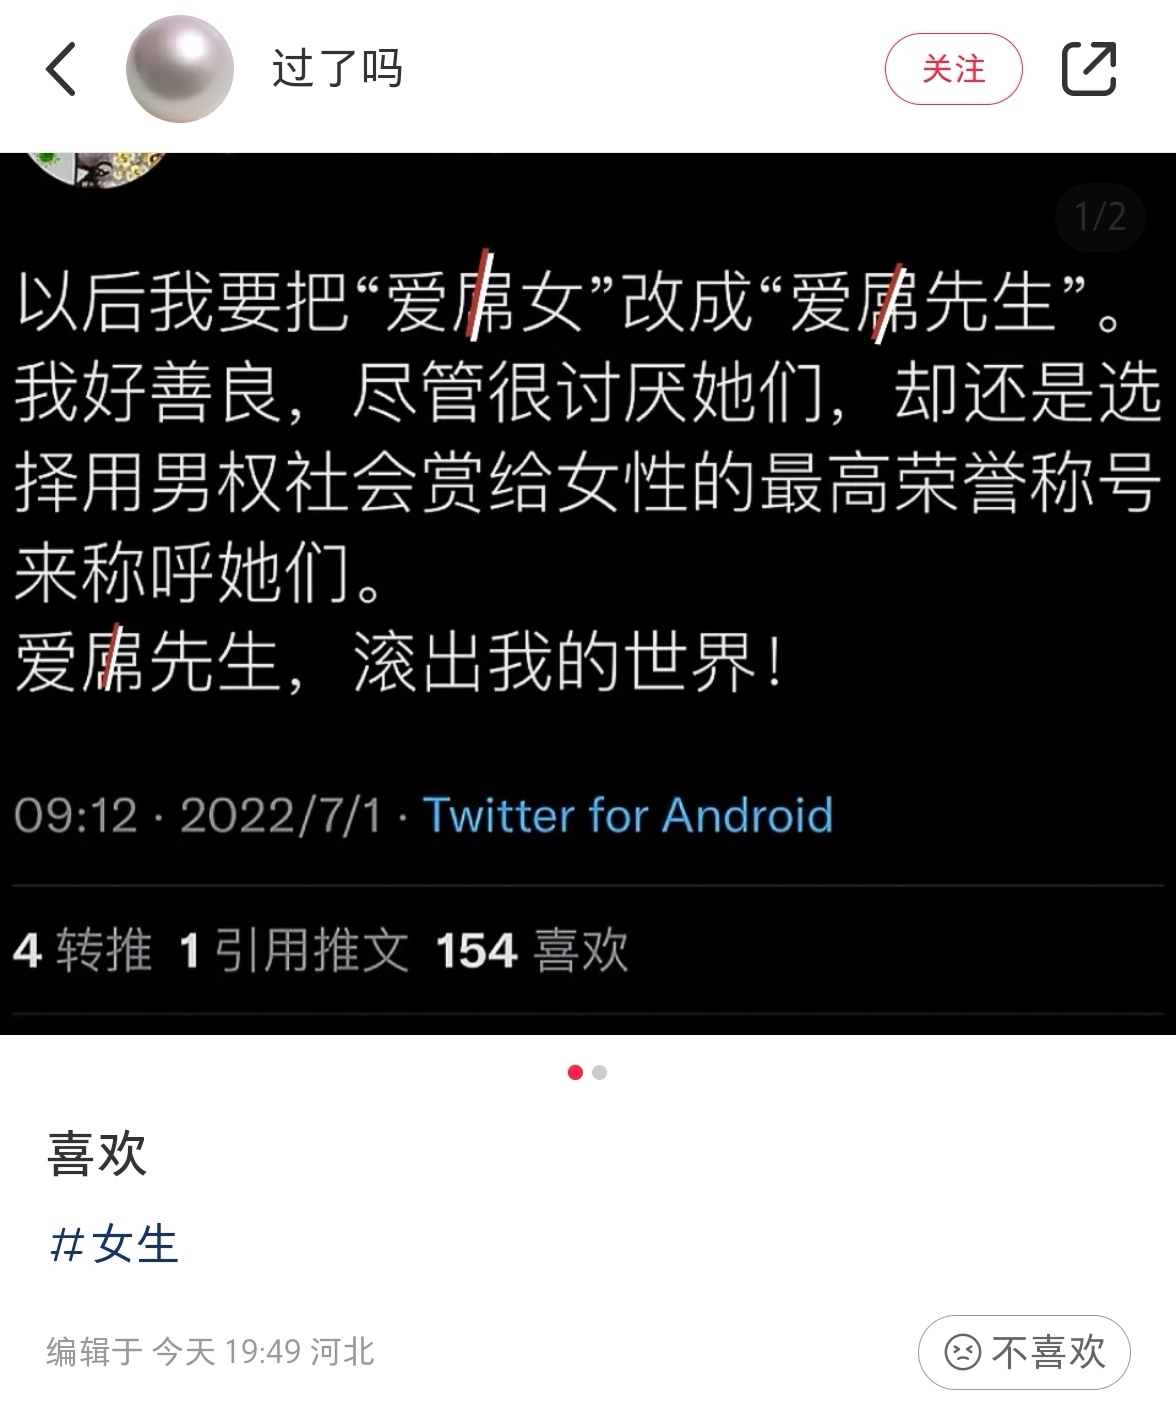 过了吗
关注
1/2
以后我要把“爱屌女”改成“爱屌先生”。
我好善良，尽管很讨厌她们，却还是选
择用男权社会赏给女性的最高荣誉称号
来称呼她们。
爱屌先生，滚出我的世界！
09:12 · 2022/7/1 · Twitter for Android
4 转推 1 引用推文 154 喜欢
喜欢
#女生
编辑于 今天 19:49 河北
不喜欢